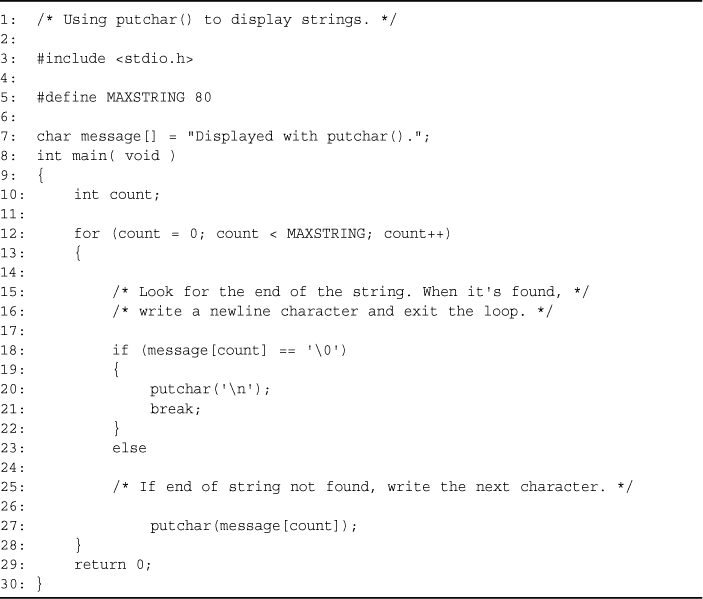 1: /* Using putchar() to display strings. */
2:
3: #include <stdio.h>
4:
5: #define MAXSTRING 80
6:
7: char message[] = "Displayed with putchar().";
8: int main( void )
9: {
10:     int count;
11:
12:     for (count = 0; count < MAXSTRING; count++)
13:     {
14:
15:         /* Look for the end of the string. When it's found, */
16:         /* write a newline character and exit the loop. */
17:
18:         if (message[count] == '\0')
19:         {
20:             putchar('\n');
21:             break;
22:         }
23:         else
24:
25:         /* If end of string not found, write the next character. */
26:
27:             putchar(message[count]);
28:     }
29:     return 0;
30: }